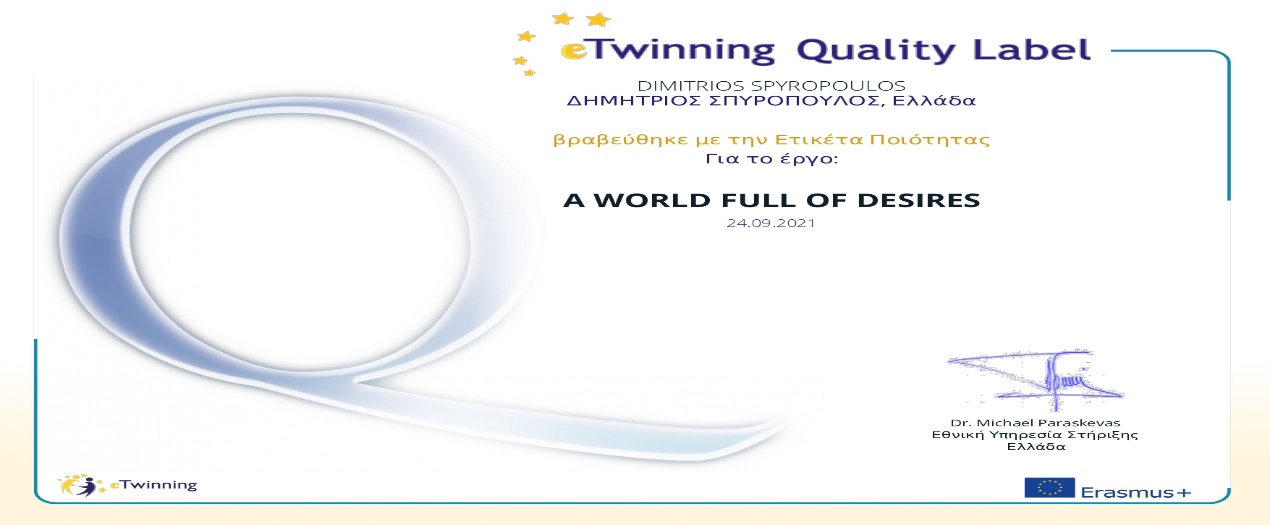 eTwinning Quality Label
DIMITRIOS SPYROPOULOS
ΔΗΜΗΤΡΙΟΣ ΣΠΥΡΟΠΟΥΛΟΣ, Ελλάδα
βραβεύθηκε με την Ετικέτα Ποιότητας
Για το έργο:
A WORLD FULL OF DESIRES
24.09.2021
Dr. Michael Paraskevas
Εθνική Υπηρεσία Στήριξης
Ελλάδα
eTwinning
Erasmus+